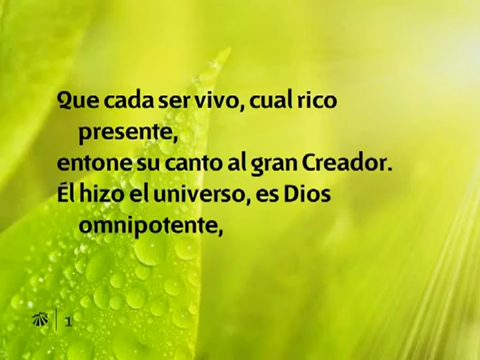 Que cada ser vivo, cual rico
presente,
entone su canto al gran Creador.
Él hizo el universo, es Dios
omnipotente,
1